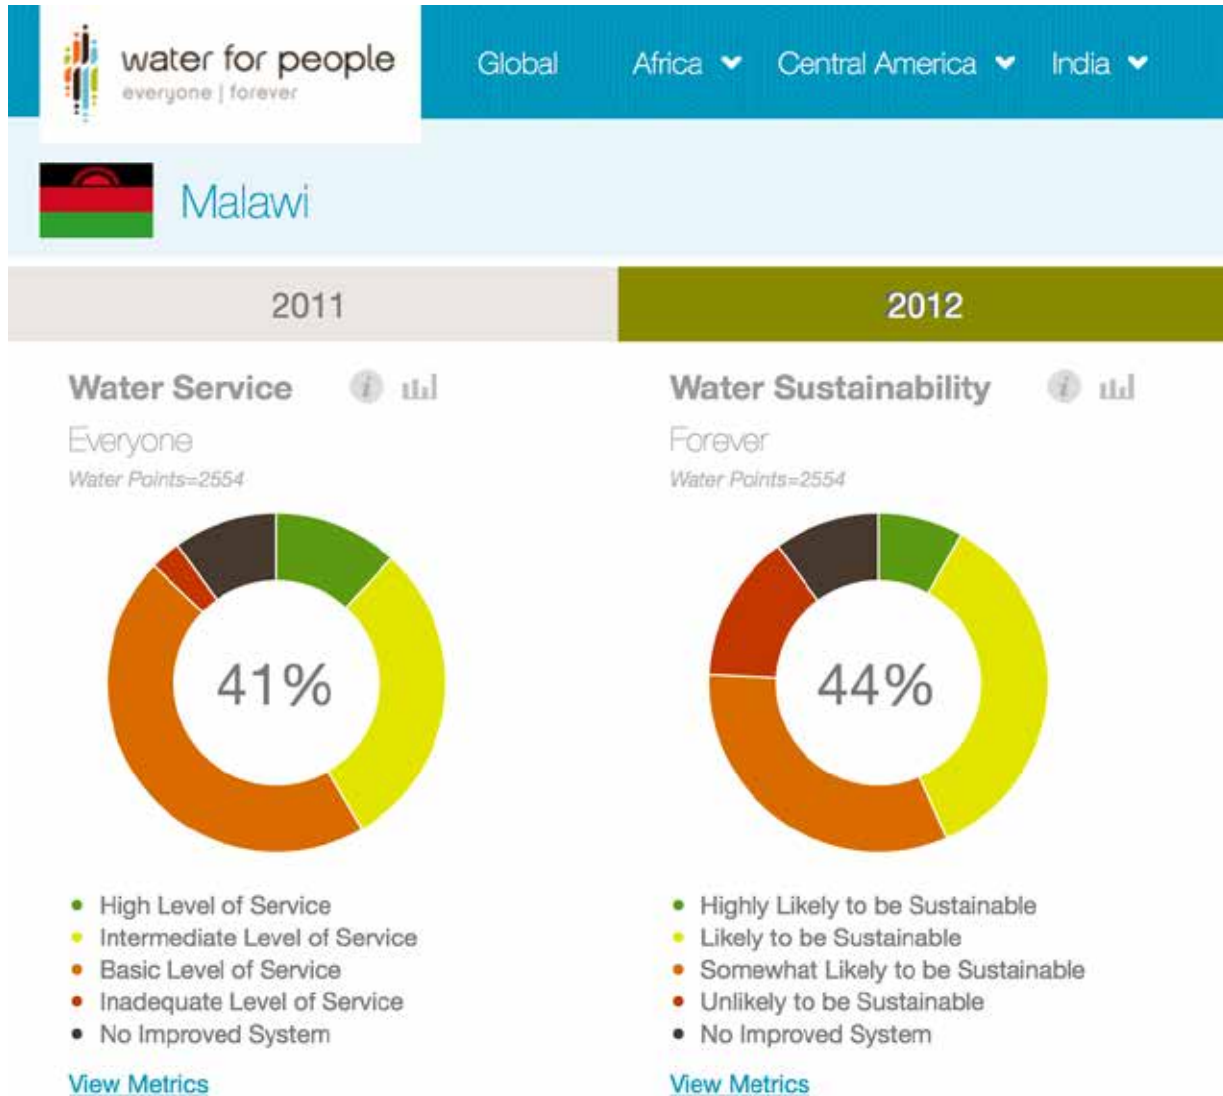 water for people
everyone | forever
Global
Africa
Central America
India
Malawi
2011
2012
Water Service
Everyone
Water Points=2554
41%
High Level of Service
Intermediate Level of Service
Basic Level of Service
Inadequate Level of Service
No Improved System
View Metrics
Water Sustainability
Forever
Water Points=2554
44%
Highly Likely to be Sustainable
Likely to be Sustainable
Somewhat Likely to be Sustainable
Unlikely to be Sustainable
No Improved System
View Metrics